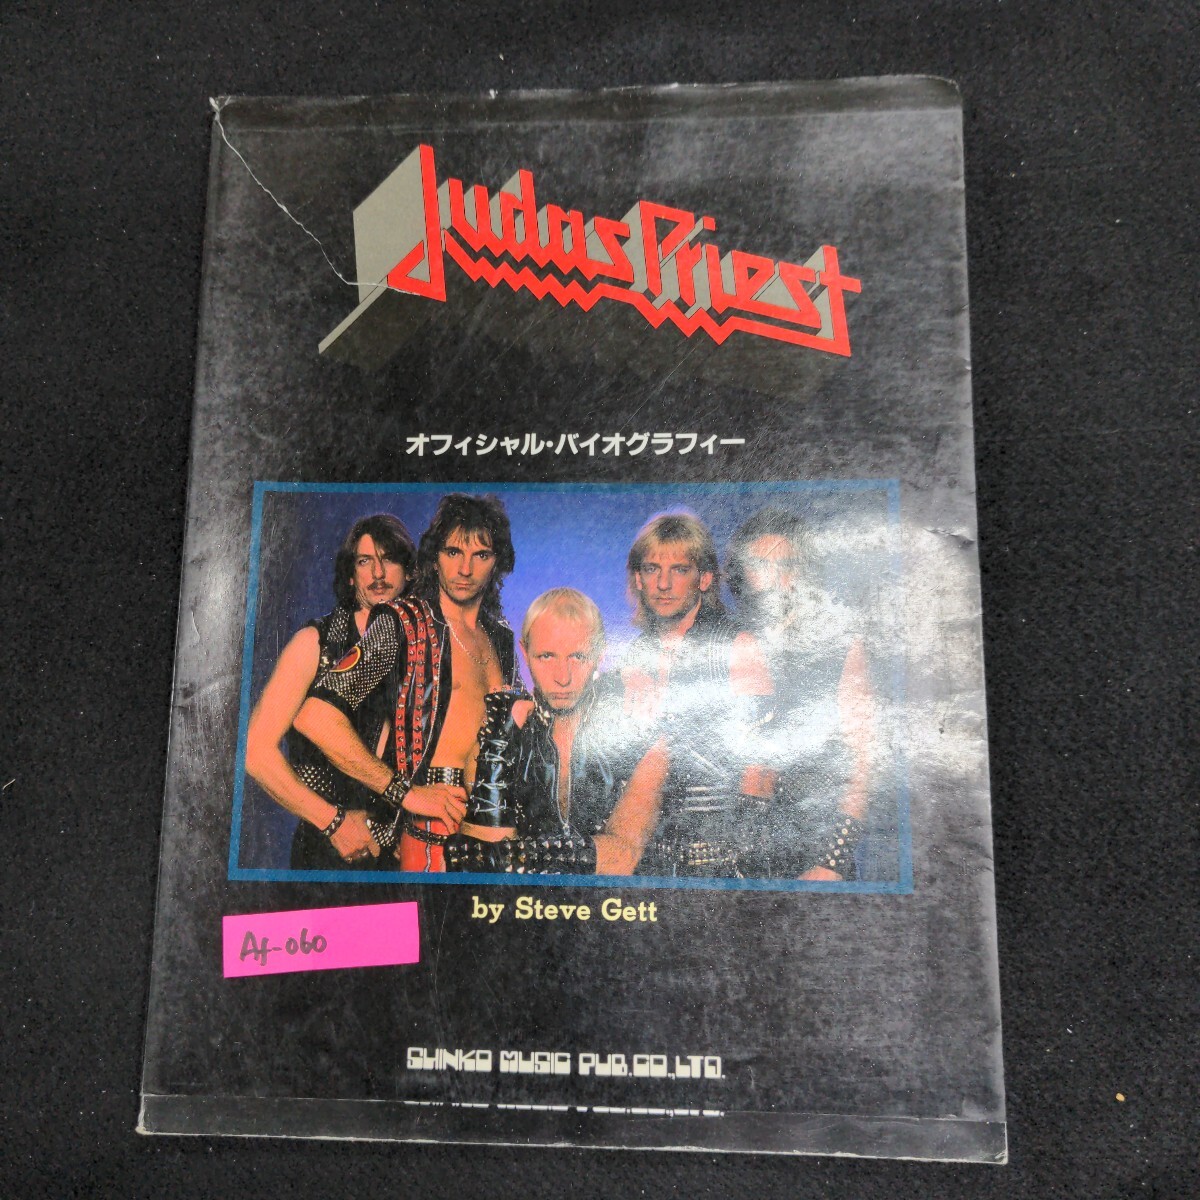 Judas Priest
オフィシャル・バイオグラフィー
by Steve Gett
Af-060
SHINKO MUSIC PUB.CO.,LTD.